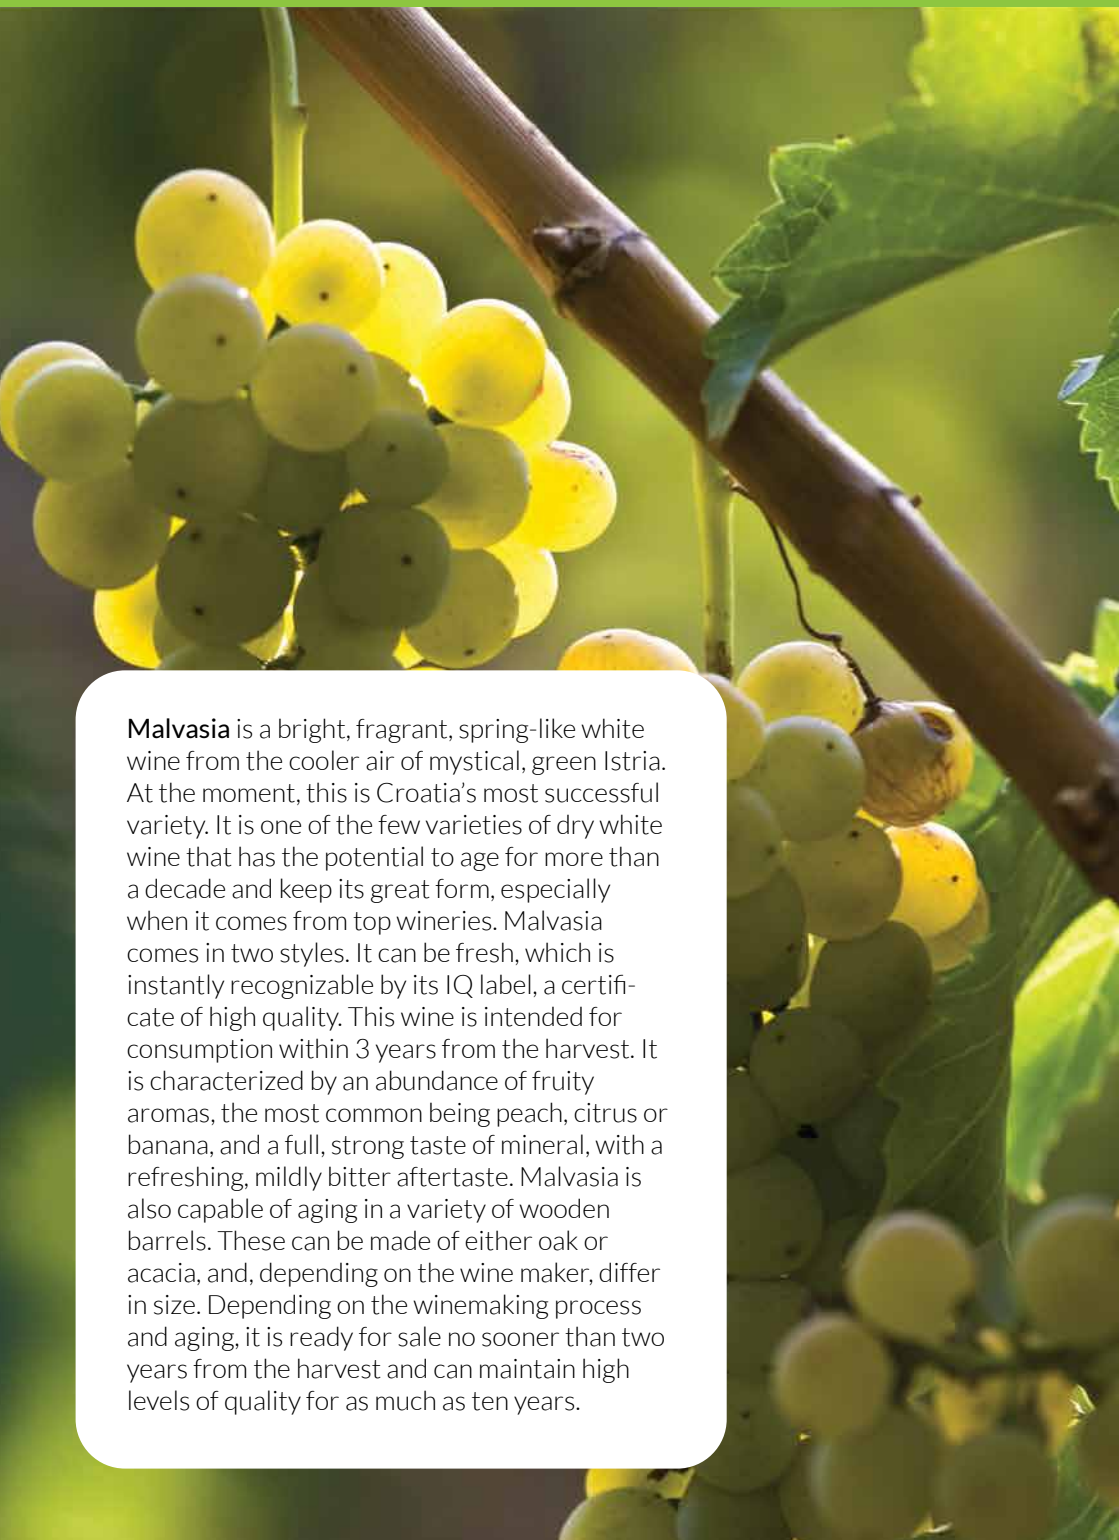 Malvasia is a bright, fragrant, spring-like white
wine from the cooler air of mystical, green Istria.
At the moment, this is Croatia’s most successful
variety. It is one of the few varieties of dry white
wine that has the potential to age for more than
a decade and keep its great form, especially
when it comes from top wineries. Malvasia
comes in two styles. It can be fresh, which is
instantly recognizable by its IQ label, a certifi-
cate of high quality. This wine is intended for
consumption within 3 years from the harvest. It
is characterized by an abundance of fruity
aromas, the most common being peach, citrus or
banana, and a full, strong taste of mineral, with a
refreshing, mildly bitter aftertaste. Malvasia is
also capable of aging in a variety of wooden
barrels. These can be made of either oak or
acacia, and, depending on the wine maker, differ
in size. Depending on the winemaking process
and aging, it is ready for sale no sooner than two
years from the harvest and can maintain high
levels of quality for as much as ten years.